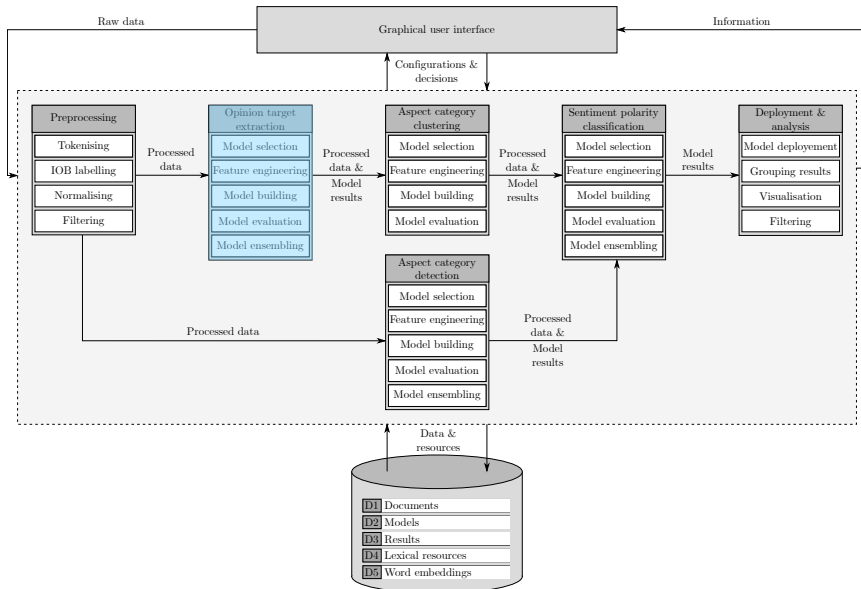 Raw data
Graphical user interface
Information
Configurations &
decisions
Preprocessing
Tokenising
IOB labelling
Normalising
Filtering
Processed
data
Opinion target
extraction
Model selection
Feature engineering
Model building
Model evaluation
Model ensembling
Processed
data &
Model
results
Aspect category
clustering
Model selection
Feature engineering
Model building
Model evaluation
Processed
data &
Model
results
Sentiment polarity
classification
Model selection
Feature engineering
Model building
Model evaluation
Model ensembling
Model
results
Deployment &
analysis
Model deployement
Grouping results
Visualisation
Filtering
Processed data
Aspect category
detection
Model selection
Feature engineering
Model building
Model evaluation
Model ensembling
Processed
data &
Model
results
Data &
resources
D1 Documents
D2 Models
D3 Results
D4 Lexical resources
D5 Word embeddings